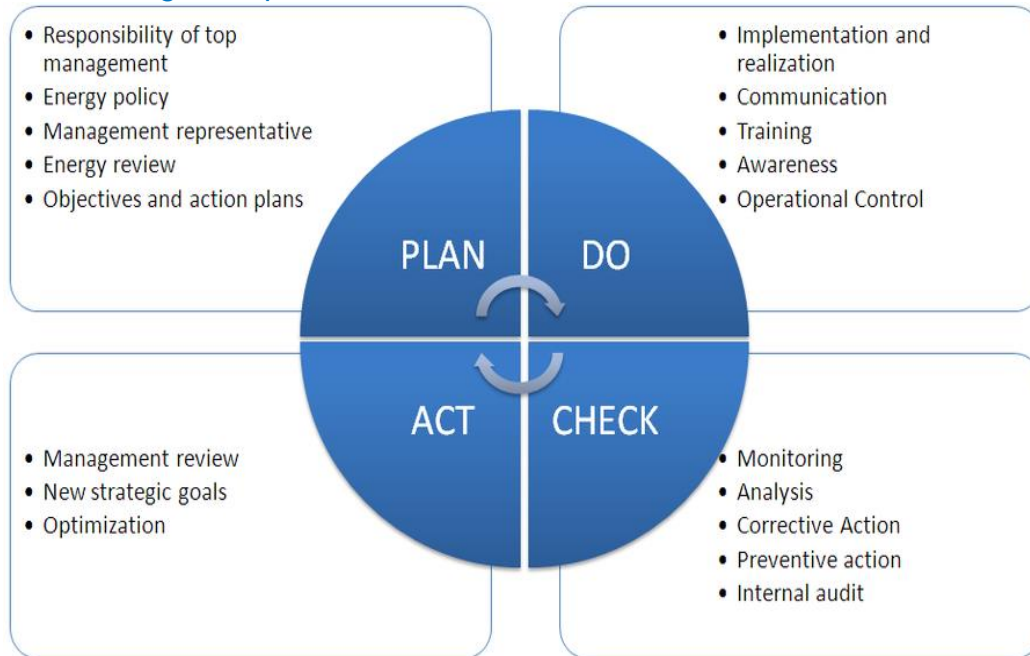 • Responsibility of top
management
• Energy policy
• Management representative
• Energy review
• Objectives and action plans
• Implementation and
realization
• Communication
• Training
• Awareness
• Operational Control
PLAN
DO
ACT
CHECK
• Management review
• New strategic goals
• Optimization
• Monitoring
• Analysis
• Corrective Action
• Preventive action
• Internal audit